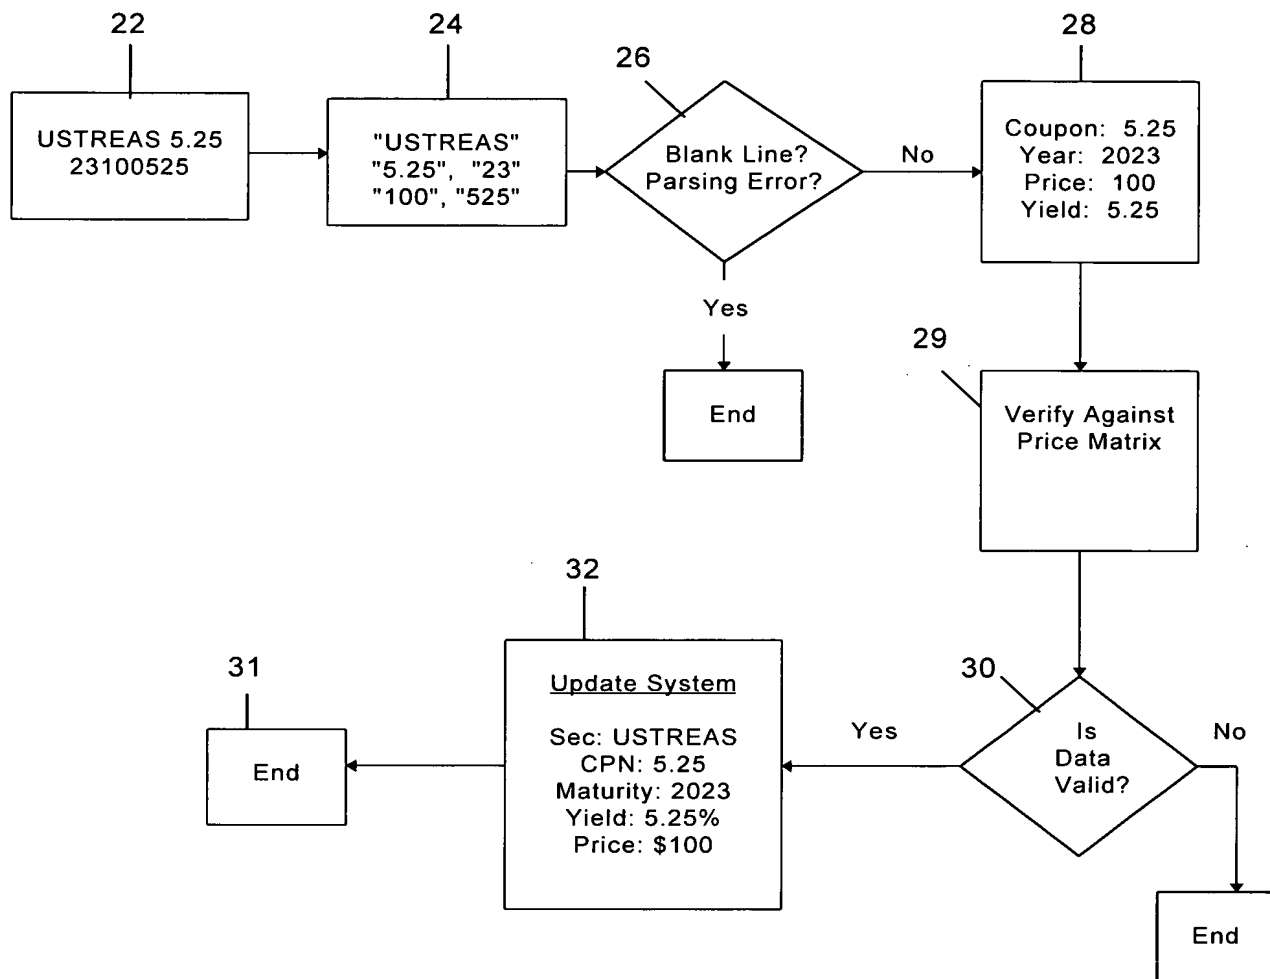 22
24
26
28
USTREAS 5.25
23100525
"USTREAS"
"5.25", "23"
"100", "525"
Blank Line?
Parsing Error?
No
Yes
End
Coupon: 5.25
Year: 2023
Price: 100
Yield: 5.25
29
Verify Against
Price Matrix
30
Is
Data
Valid?
No
End
Yes
32
Update System
Sec: USTREAS
CPN: 5.25
Maturity: 2023
Yield: 5.25%
Price: $100
31
End